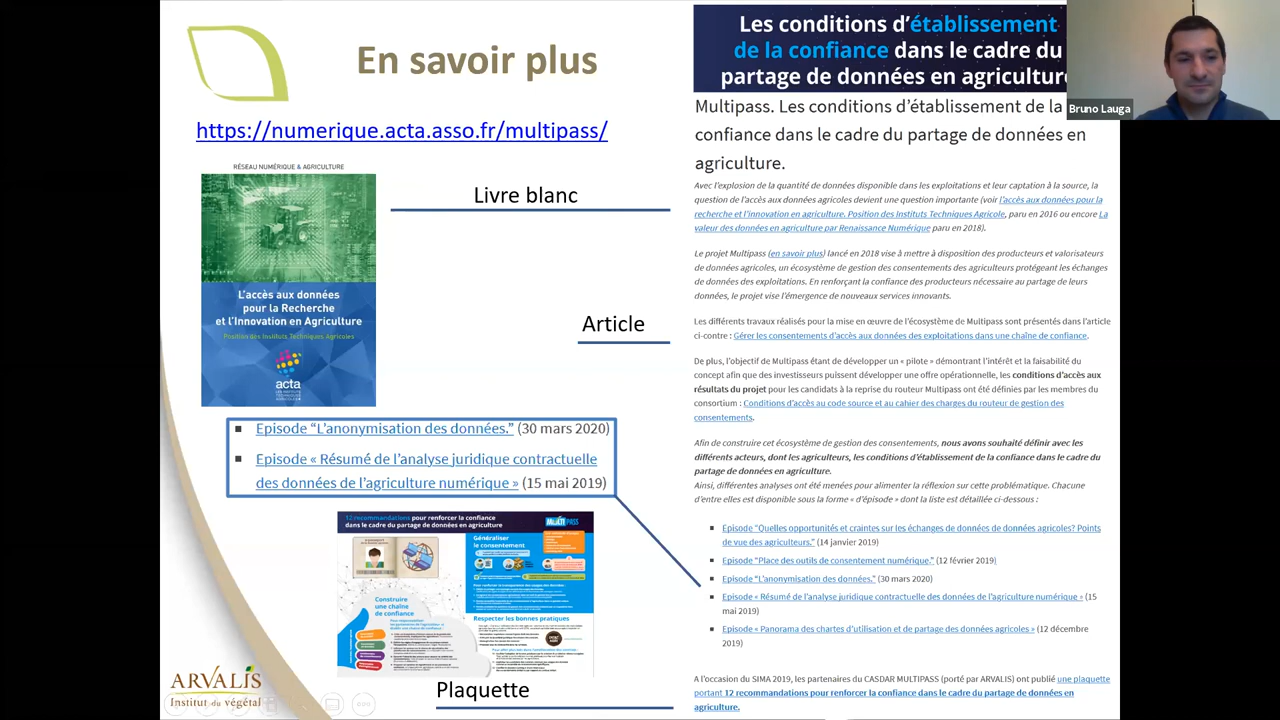 En savoir plus
https://numerique.acta.asso.fr/multipass/
RÉSEAU NUMÉRIQUE & AGRICULTURE
L'accès aux données
pour la Recherche
et l'Innovation en Agriculture
Position des Instituts Techniques Agricoles
acta
LES INSTITUTS
TECHNIQUES
AGRICOLES
Livre blanc
Article
Episode “L'anonymisation des données.” (30 mars 2020)
Episode « Résumé de l'analyse juridique contractuelle
des données de l'agriculture numérique » (15 mai 2019)
12 recommandations pour renforcer la confiance
dans le cadre du partage de données en agriculture
MULTIPASS
Généraliser
le consentement
Construire
une chaîne
de confiance
Respecter les bonnes pratiques
Plaquette
ARVALIS
Institut du végétal
Les conditions d'établissement
de la confiance dans le cadre du
partage de données en agriculture
Bruno Lauga
Multipass. Les conditions d'établissement de la
confiance dans le cadre du partage de données en
agriculture.
Avec l'explosion de la quantité de données disponible dans les exploitations et leur captation à la source, la
question de l'accès aux données agricoles devient une question importante (voir l'accès aux données pour la
recherche et l'innovation en agriculture. Position des Instituts Techniques Agricole, paru en 2016 ou encore La
valeur des données en agriculture par Renaissance Numérique paru en 2018).
Le projet Multipass (en savoir plus) lancé en 2018 vise à mettre à disposition des producteurs et valorisateurs
de données agricoles, un écosystème de gestion des consentements des agriculteurs protégeant les échanges
de données des exploitations. En renforçant la confiance des producteurs nécessaire au partage de leurs
données, le projet vise l'émergence de nouveaux services innovants.
Les différents travaux réalisés pour la mise en œuvre de l'écosystème de Multipass sont présentés dans l'article
ci-contre : Gérer les consentements d'accès aux données des exploitations dans une chaîne de confiance.
De plus, l'objectif de Multipass étant de développer un « pilote » démontrant l'intérêt et la faisabilité du
concept afin que des investisseurs puissent développer une offre opérationnelle, les conditions d'accès aux
résultats du projet pour les candidats à la reprise du routeur Multipass ont été définies par les membres du
consortium : Conditions d'accès au code source et au cahier des charges du routeur de gestion des
consentements.
Afin de construire cet écosystème de gestion des consentements, nous avons souhaité définir avec les
différents acteurs, dont les agriculteurs, les conditions d'établissement de la confiance dans le cadre du
partage de données en agriculture.
Ainsi, différentes analyses ont été menées pour alimenter la réflexion sur cette problématique. Chacune
d'entre elles est disponible sous la forme « d'épisode » dont la liste est détaillée ci-dessous :
Episode “Quelles opportunités et craintes sur les échanges de données de données agricoles? Points
de vue des agriculteurs.” (14 janvier 2019)
Episode “Place des outils de consentement numérique.” (12 février 2019)
Episode “L'anonymisation des données.” (30 mars 2020)
Episode « Résumé de l'analyse juridique contractuelle des données de l'agriculture numérique » (15
mai 2019)
Episode « Panorama des chartes d'utilisation et de partage des données agricoles » (12 décembre
2019)
A l'occasion du SIMA 2019, les partenaires du CASDAR MULTIPASS (porté par ARVALIS) ont publié une plaquette
portant 12 recommandations pour renforcer la confiance dans le cadre du partage de données en
agriculture.